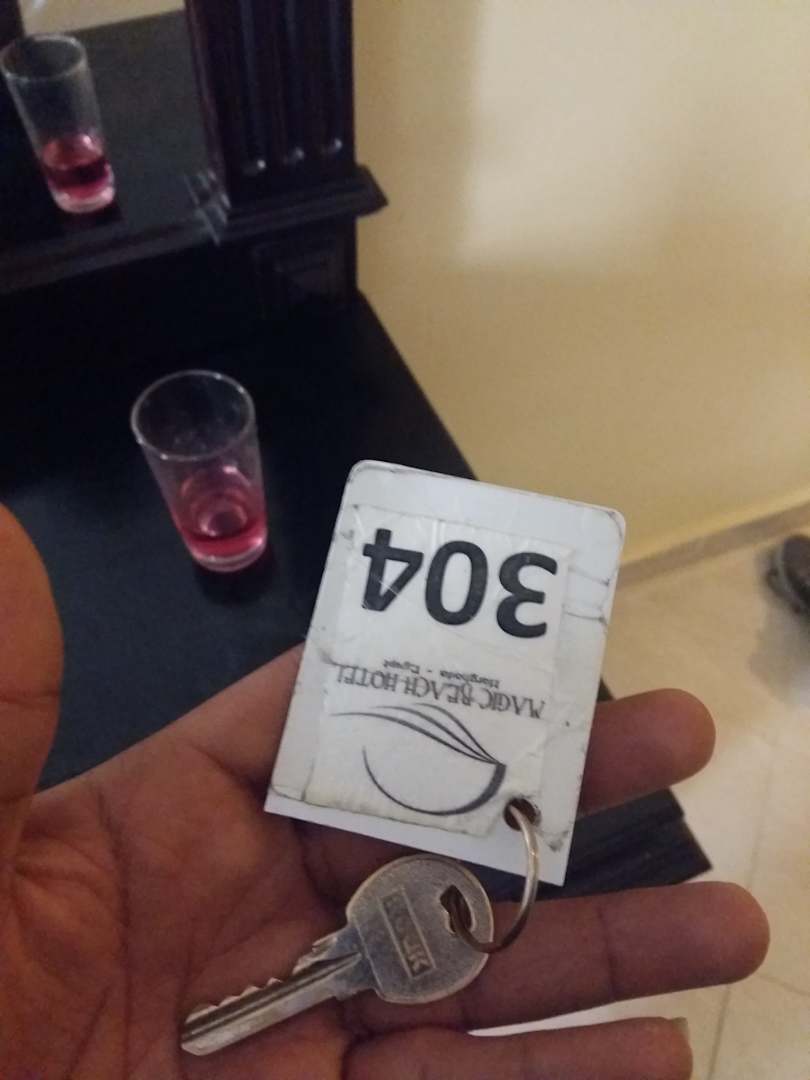 MAGIC BEACH HOTEL
Hurghada - Egypt
304